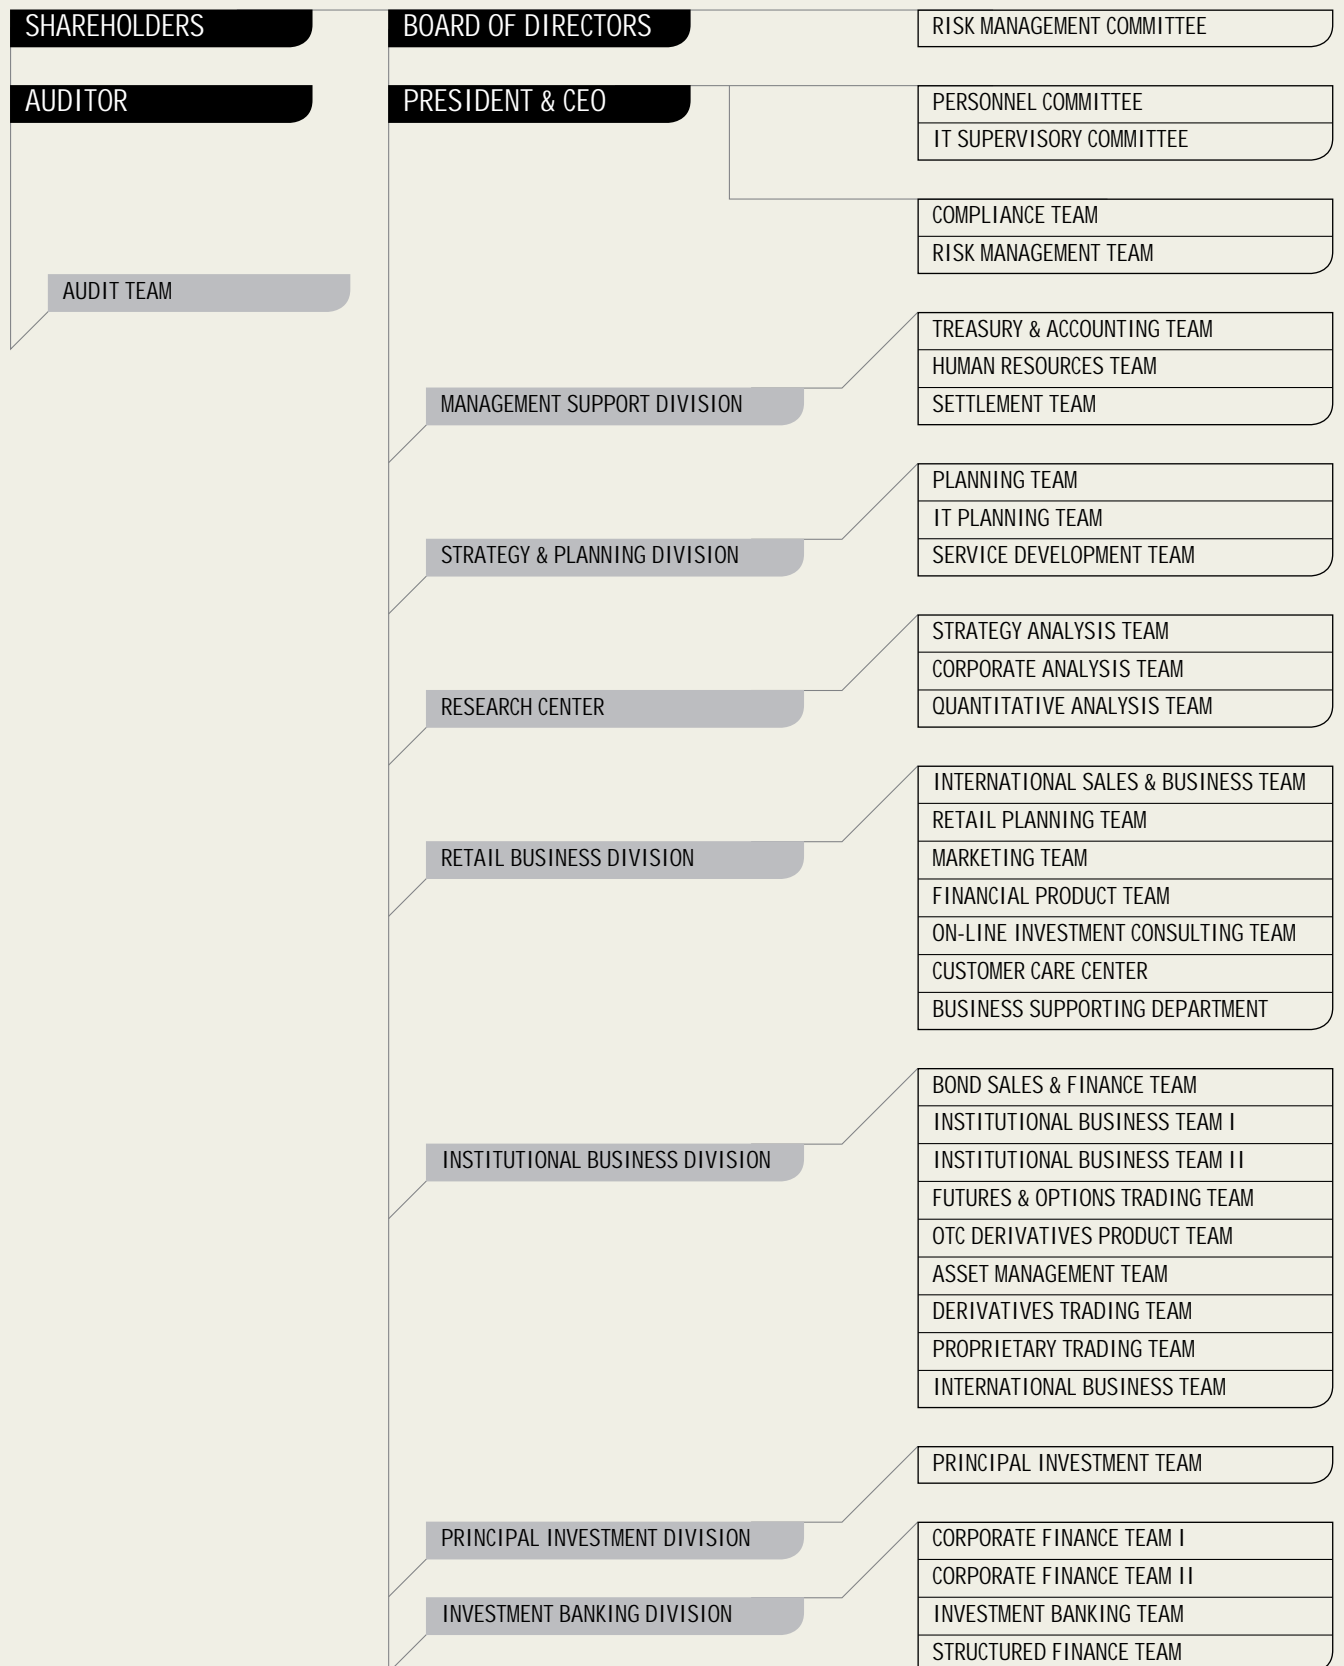 SHAREHOLDERS
BOARD OF DIRECTORS
RISK MANAGEMENT COMMITTEE
AUDITOR
PRESIDENT & CEO
PERSONNEL COMMITTEE
IT SUPERVISORY COMMITTEE
COMPLIANCE TEAM
RISK MANAGEMENT TEAM
AUDIT TEAM
MANAGEMENT SUPPORT DIVISION
TREASURY & ACCOUNTING TEAM
HUMAN RESOURCES TEAM
SETTLEMENT TEAM
STRATEGY & PLANNING DIVISION
PLANNING TEAM
IT PLANNING TEAM
SERVICE DEVELOPMENT TEAM
RESEARCH CENTER
STRATEGY ANALYSIS TEAM
CORPORATE ANALYSIS TEAM
QUANTITATIVE ANALYSIS TEAM
RETAIL BUSINESS DIVISION
INTERNATIONAL SALES & BUSINESS TEAM
RETAIL PLANNING TEAM
MARKETING TEAM
FINANCIAL PRODUCT TEAM
ON-LINE INVESTMENT CONSULTING TEAM
CUSTOMER CARE CENTER
BUSINESS SUPPORTING DEPARTMENT
INSTITUTIONAL BUSINESS DIVISION
BOND SALES & FINANCE TEAM
INSTITUTIONAL BUSINESS TEAM I
INSTITUTIONAL BUSINESS TEAM II
FUTURES & OPTIONS TRADING TEAM
OTC DERIVATIVES PRODUCT TEAM
ASSET MANAGEMENT TEAM
DERIVATIVES TRADING TEAM
PROPRIETARY TRADING TEAM
INTERNATIONAL BUSINESS TEAM
PRINCIPAL INVESTMENT DIVISION
PRINCIPAL INVESTMENT TEAM
INVESTMENT BANKING DIVISION
CORPORATE FINANCE TEAM I
CORPORATE FINANCE TEAM II
INVESTMENT BANKING TEAM
STRUCTURED FINANCE TEAM